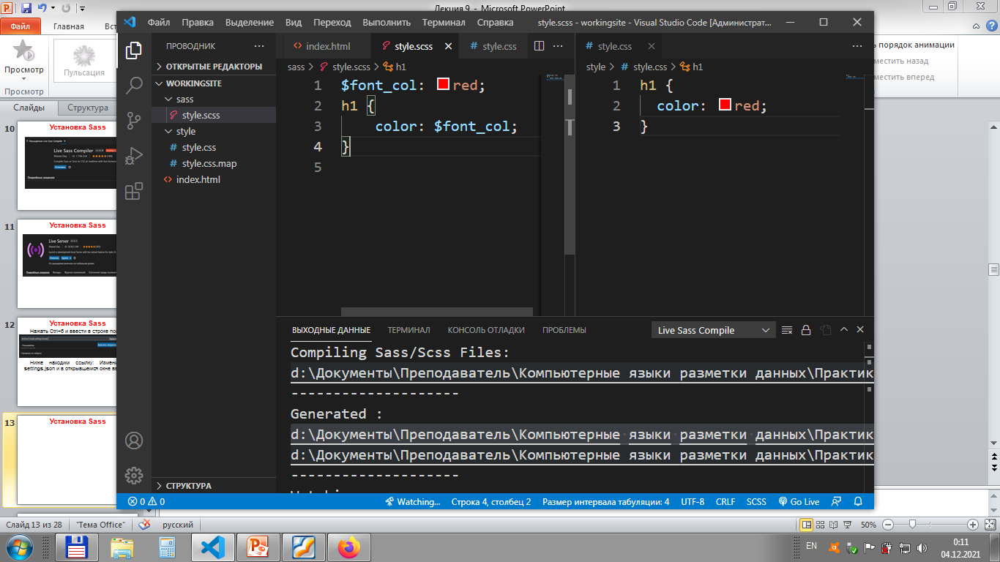 Лекция 9 - Microsoft PowerPoint
Файл
Главная
Просмотр
Пульсация
Просмотр
ь порядок анимации
местить назад
местить вперед
Слайды
Структура
10
Установка Sass
Live Sass Compiler
11
Установка Sass
Live Server
12
Установка Sass
Нажать Ctrl+б и ввести в строке
Ниже находим ссылку:
settings.json и в открывшемся окне
13
Установка Sass
Файл Правка Выделение Вид Переход Выполнить Терминал Справка
style.scss - workingsite - Visual Studio Code [Администрат...
ПРОВОДНИК
ОТКРЫТЫЕ РЕДАКТОРЫ
WORKINGSITE
sass
style.scss
style
style.css
style.css.map
index.html
СТРУКТУРА
index.html
style.scss
style.css
sass > style.scss > h1
1 $font_col: red;
2 h1 {
3 color: $font_col;
4 }
5
style.css
style > style.css > h1
1 h1 {
2 color: red;
3 }
ВЫХОДНЫЕ ДАННЫЕ ТЕРМИНАЛ КОНСОЛЬ ОТЛАДКИ ПРОБЛЕМЫ
Live Sass Compile
Compiling Sass/Scss Files:
d:\Документы\Преподаватель\Компьютерные языки разметки данных\Практик
--------------------
Generated :
d:\Документы\Преподаватель\Компьютерные языки разметки данных\Практик
d:\Документы\Преподаватель\Компьютерные языки разметки данных\Практик
--------------------
0 0
Watching...
Строка 4, столбец 2
Размер интервала табуляции: 4
UTF-8
CRLF
SCSS
Go Live
Слайд 13 из 28
"Тема Office"
русский
50%
EN
0:11
04.12.2021